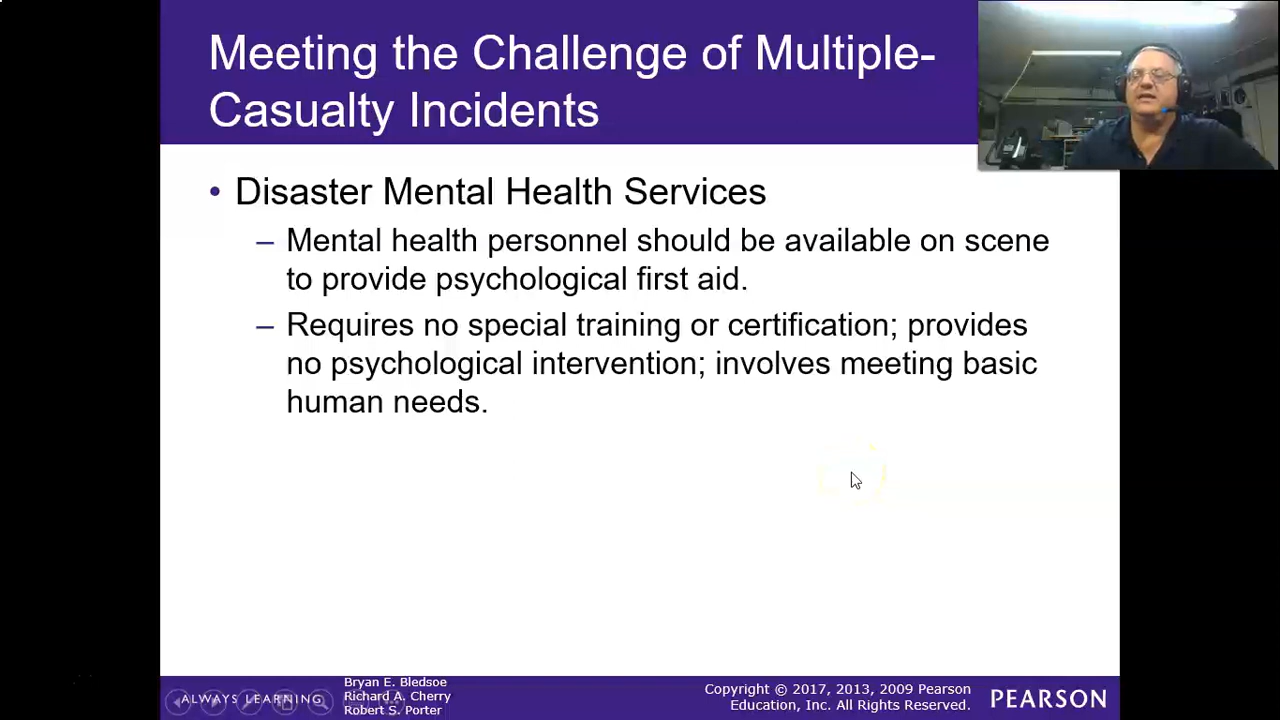 Meeting the Challenge of Multiple-
Casualty Incidents
• Disaster Mental Health Services
– Mental health personnel should be available on scene
to provide psychological first aid.
– Requires no special training or certification; provides
no psychological intervention; involves meeting basic
human needs.
ALWAYS LEARNING
Bryan E. Bledsoe
Richard A. Cherry
Robert S. Porter
Copyright © 2017, 2013, 2009 Pearson
Education, Inc. All Rights Reserved.
PEARSON